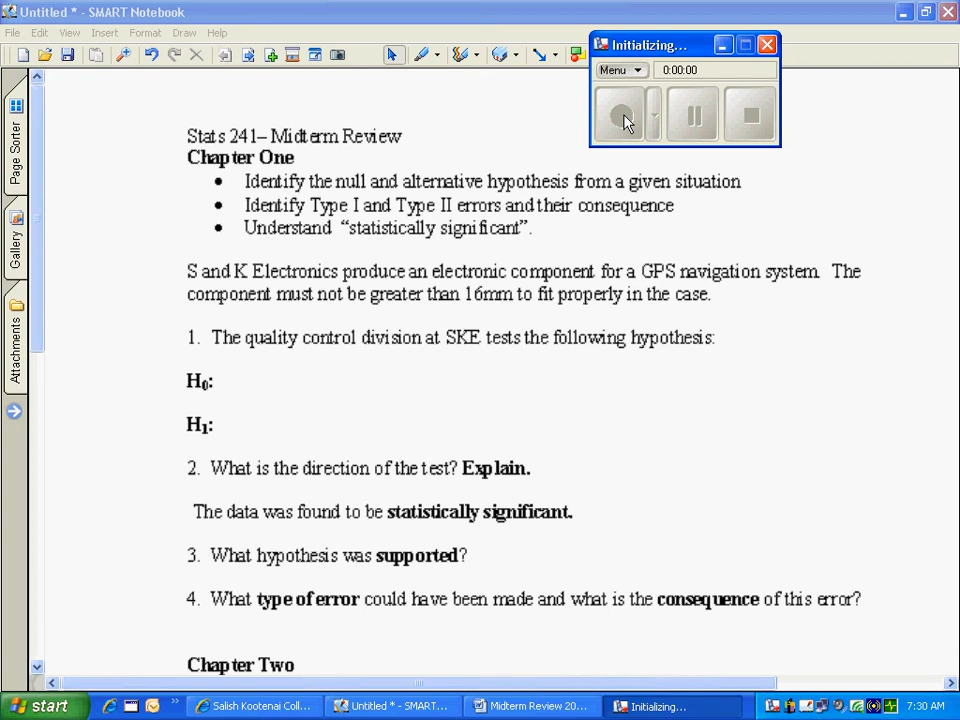 Untitled * - SMART Notebook
File Edit View Insert Format Draw Help
Initializing...
Menu 0:00:00
Page Sorter
Gallery
Attachments
Stats 241– Midterm Review
Chapter One
• Identify the null and alternative hypothesis from a given situation
• Identify Type I and Type II errors and their consequence
• Understand “statistically significant”.
S and K Electronics produce an electronic component for a GPS navigation system. The
component must not be greater than 16mm to fit properly in the case.
1. The quality control division at SKE tests the following hypothesis:
H₀:
H₁:
2. What is the direction of the test? Explain.
The data was found to be statistically significant.
3. What hypothesis was supported?
4. What type of error could have been made and what is the consequence of this error?
Chapter Two
start
Salish Kootenai Coll...
Untitled * - SMART...
Midterm Review 20...
Initializing...
7:30 AM